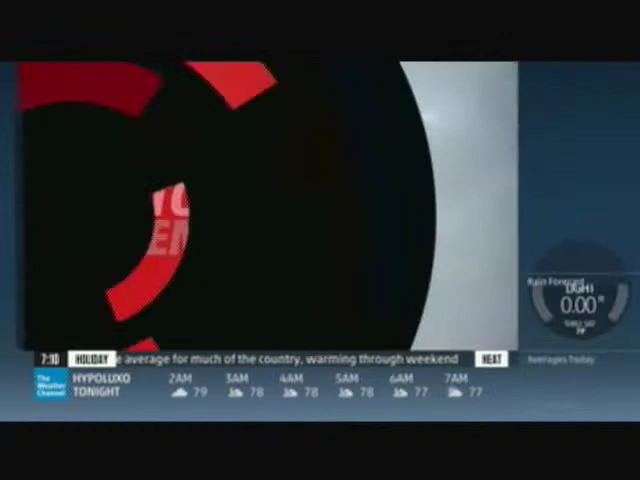 Rain Forecast
0.00"
7:10 HOLIDAY e average for much of the country, warming through weekend HEAT
Averages Today
The Weather Channel
HYPOLUXO 2AM 3AM 4AM 5AM 6AM 7AM
TONIGHT 79 78 78 78 77 77